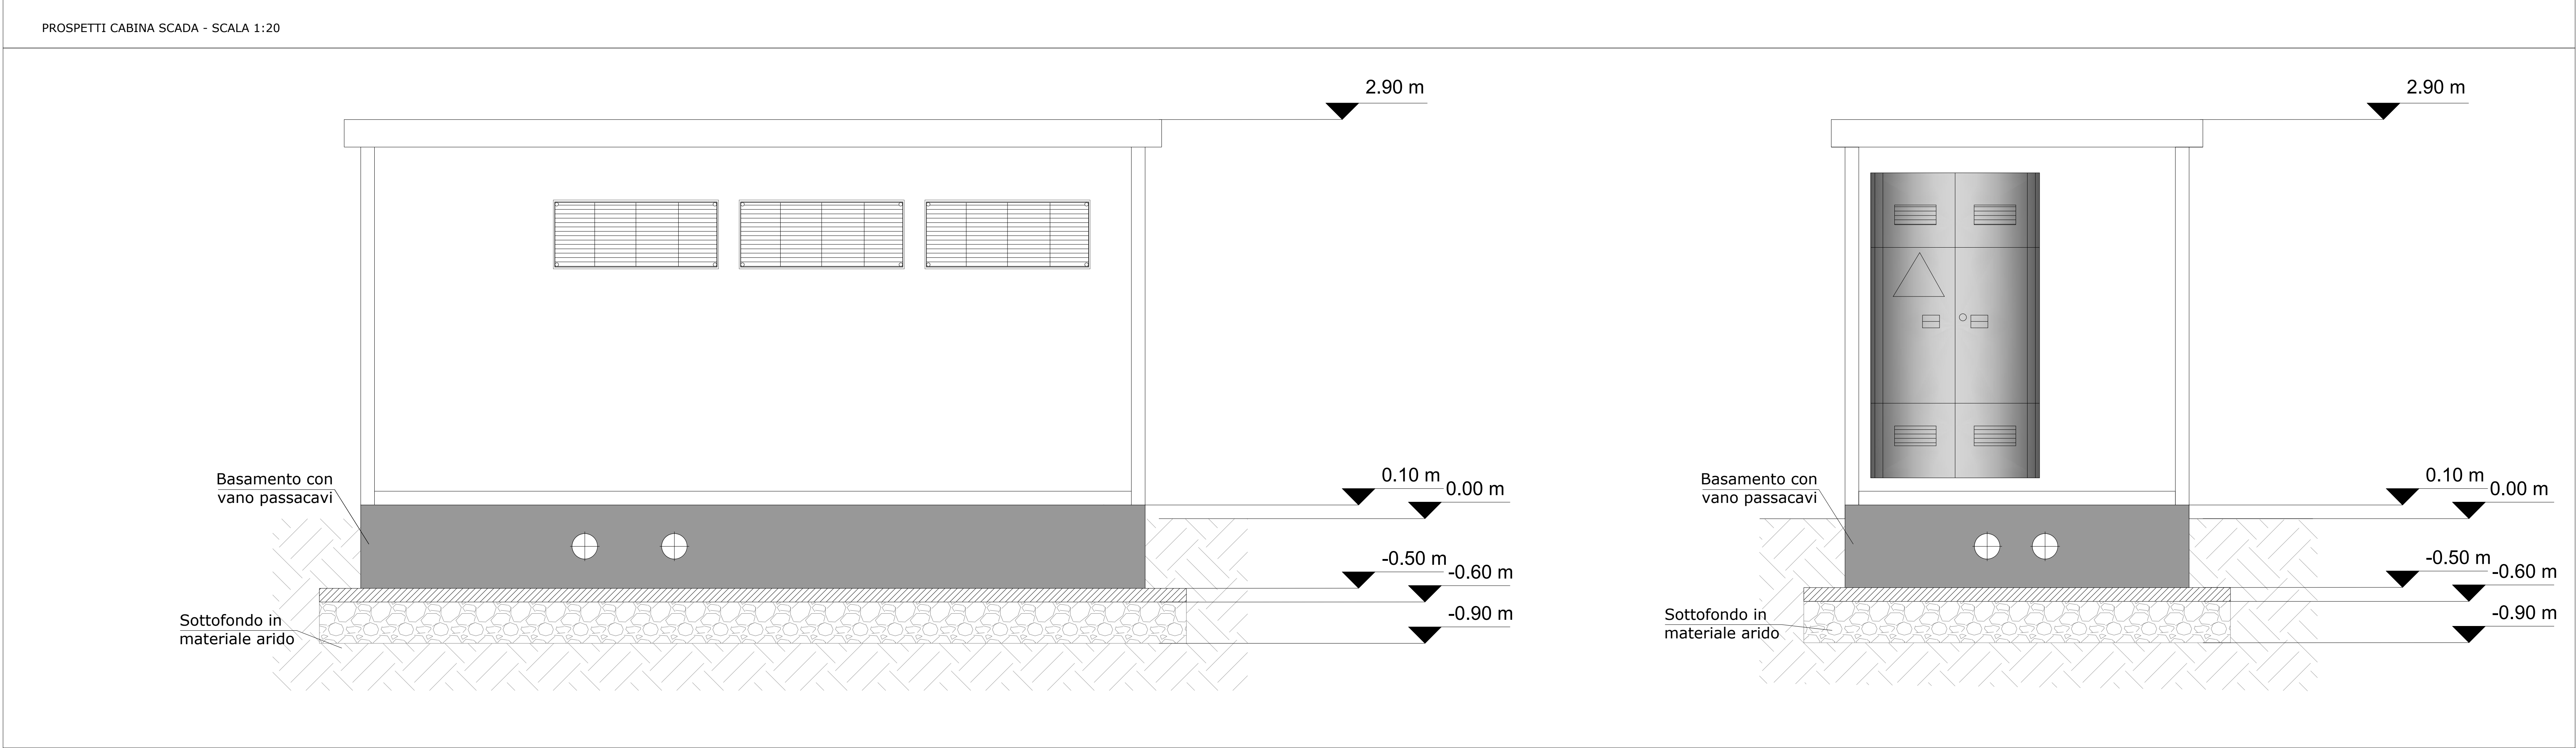 PROSPETTI CABINA SCADA - SCALA 1:20
2.90 m
0.10 m
0.00 m
Basamento con
vano passacavi
-0.50 m
-0.60 m
-0.90 m
Sottofondo in
materiale arido
2.90 m
0.10 m
0.00 m
Basamento con
vano passacavi
-0.50 m
-0.60 m
-0.90 m
Sottofondo in
materiale arido